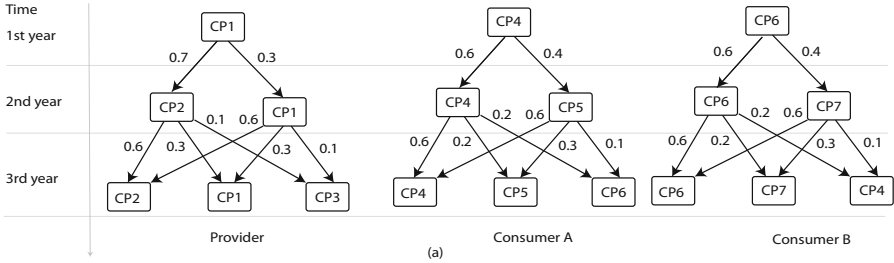 Time
1st year
CP1
CP4
CP6
0.7
0.3
0.6
0.4
0.6
0.4
2nd year
CP2
CP1
CP4
CP5
CP6
CP7
0.1
0.6
0.2
0.6
0.2
0.6
0.6
0.3
0.3
0.1
0.6
0.2
0.3
0.1
0.6
0.2
0.3
0.1
3rd year
CP2
CP1
CP3
CP4
CP5
CP6
CP6
CP7
CP4
Provider
Consumer A
Consumer B
(a)